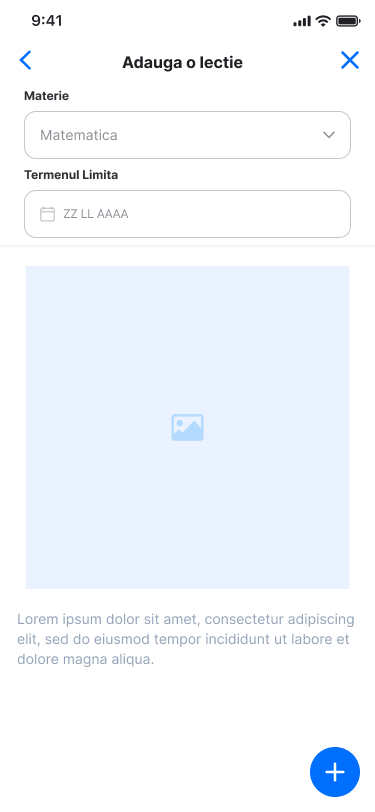 9:41
Adauga o lectie
Materie
Matematica
Termenul Limita
ZZ LL AAAA
Lorem ipsum dolor sit amet, consectetur adipiscing
elit, sed do eiusmod tempor incididunt ut labore et
dolore magna aliqua.